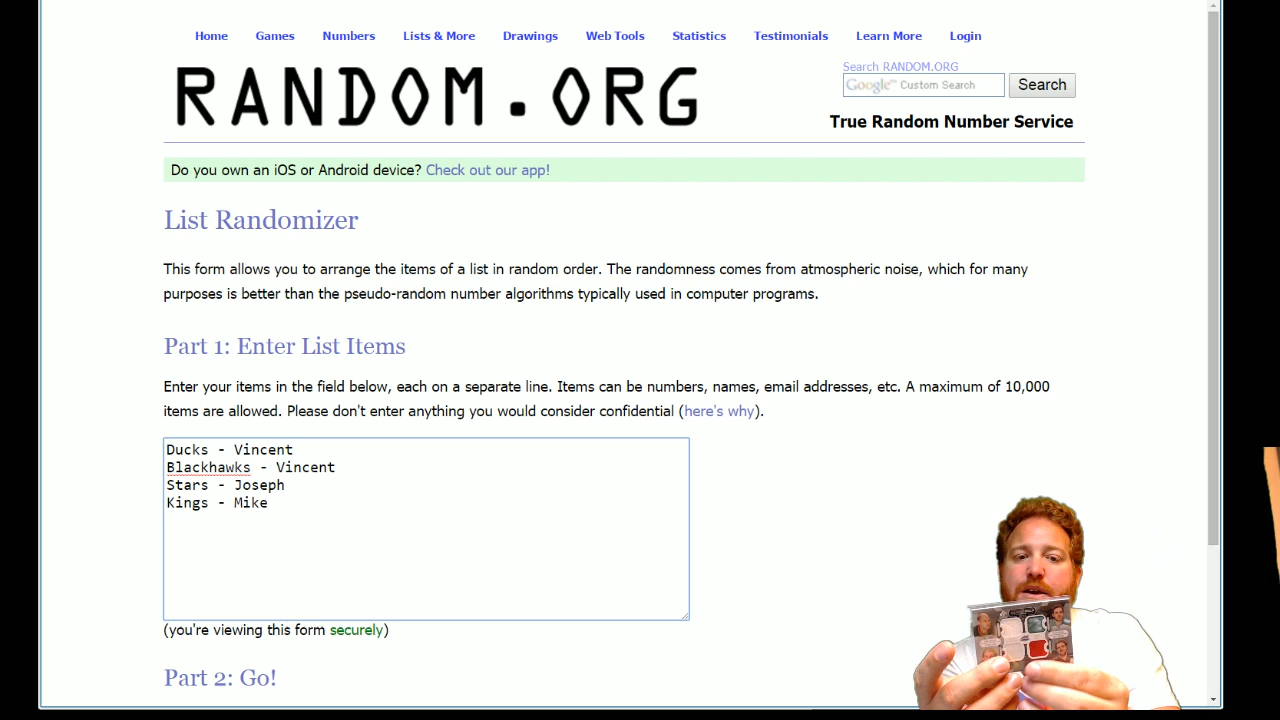 Home Games Numbers Lists & More Drawings Web Tools Statistics Testimonials Learn More Login
RANDOM.ORG
Search RANDOM.ORG
Google™ Custom Search
Search
True Random Number Service
Do you own an iOS or Android device? Check out our app!
List Randomizer
This form allows you to arrange the items of a list in random order. The randomness comes from atmospheric noise, which for many
purposes is better than the pseudo-random number algorithms typically used in computer programs.
Part 1: Enter List Items
Enter your items in the field below, each on a separate line. Items can be numbers, names, email addresses, etc. A maximum of 10,000
items are allowed. Please don't enter anything you would consider confidential (here's why).
Ducks - Vincent
Blackhawks - Vincent
Stars - Joseph
Kings - Mike
(you're viewing this form securely)
Part 2: Go!